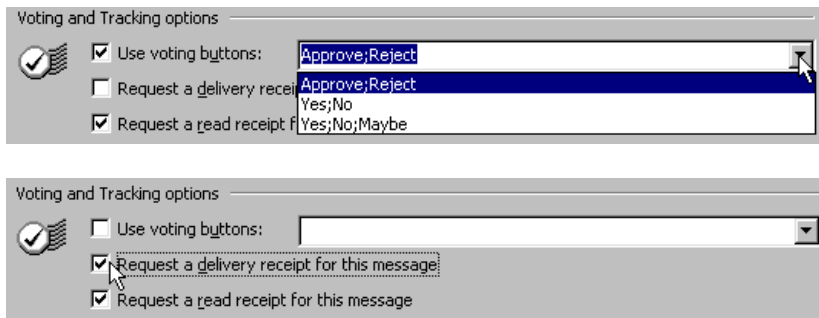 Voting and Tracking options
Use voting buttons: Approve;Reject
Request a delivery recei Approve;Reject
Yes;No
Request a read receipt f Yes;No;Maybe
Voting and Tracking options
Use voting buttons:
Request a delivery receipt for this message
Request a read receipt for this message